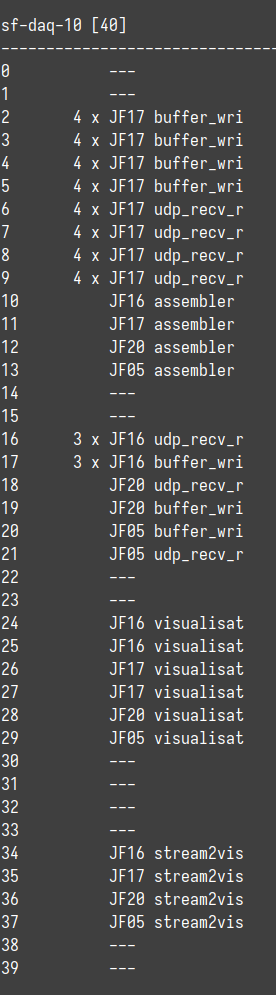 sf-daq-10 [40]
-------------------------------
0           ---
1           ---
2       4 x JF17 buffer_wri
3       4 x JF17 buffer_wri
4       4 x JF17 buffer_wri
5       4 x JF17 buffer_wri
6       4 x JF17 udp_recv_r
7       4 x JF17 udp_recv_r
8       4 x JF17 udp_recv_r
9       4 x JF17 udp_recv_r
10          JF16 assembler
11          JF17 assembler
12          JF20 assembler
13          JF05 assembler
14          ---
15          ---
16      3 x JF16 udp_recv_r
17      3 x JF16 buffer_wri
18          JF20 udp_recv_r
19          JF20 buffer_wri
20          JF05 buffer_wri
21          JF05 udp_recv_r
22          ---
23          ---
24          JF16 visualisat
25          JF16 visualisat
26          JF17 visualisat
27          JF17 visualisat
28          JF20 visualisat
29          JF05 visualisat
30          ---
31          ---
32          ---
33          ---
34          JF16 stream2vis
35          JF17 stream2vis
36          JF20 stream2vis
37          JF05 stream2vis
38          ---
39          ---